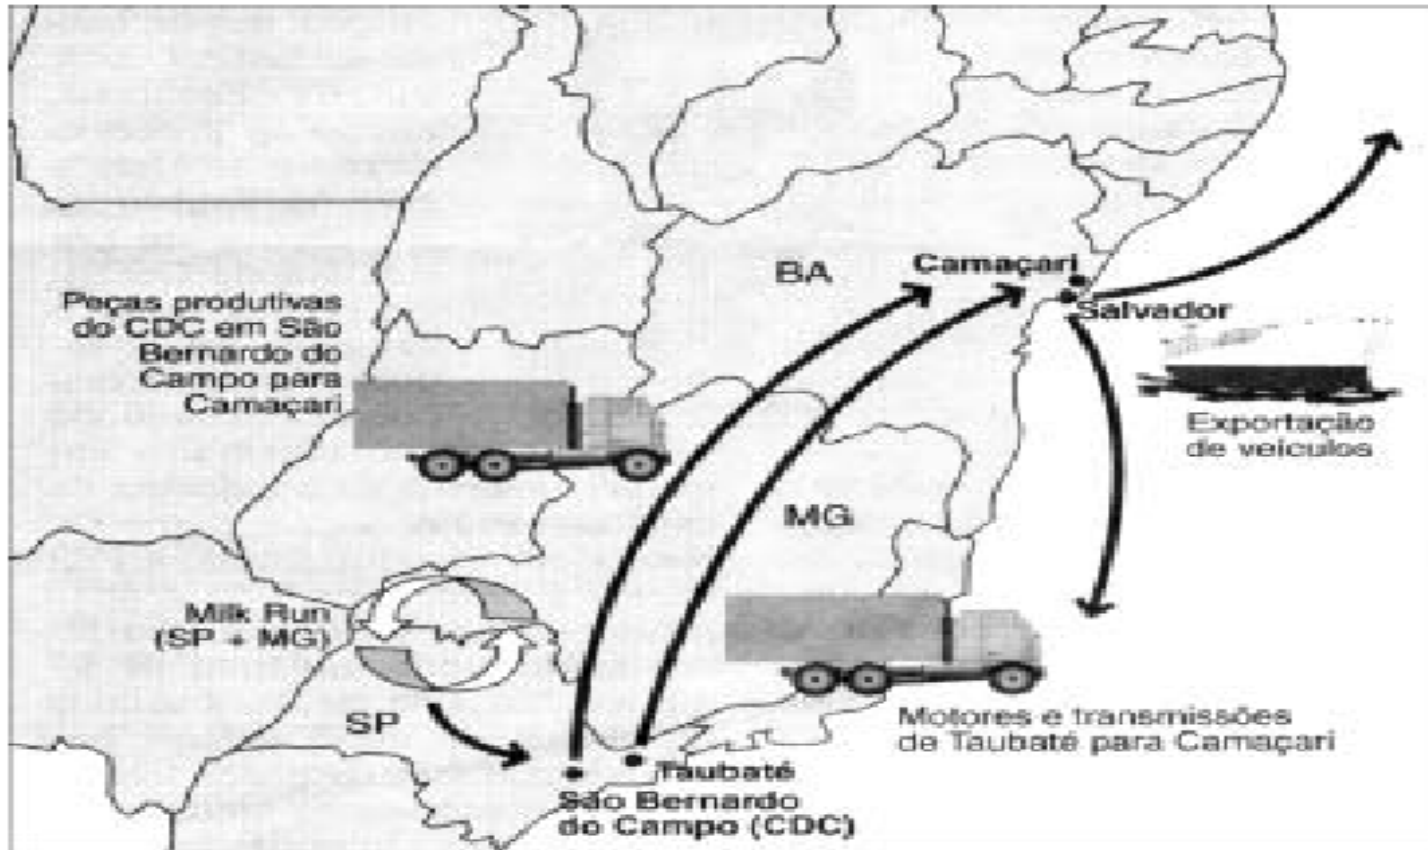 BA
Camaçari
Salvador
Peças produtivas
do CDC em São
Bernardo do
Campo para
Camaçari
Exportação
de veículos
MG
Milk Run
(SP + MG)
SP
Motores e transmissões
de Taubaté para Camaçari
Taubaté
São Bernardo
do Campo (CDC)